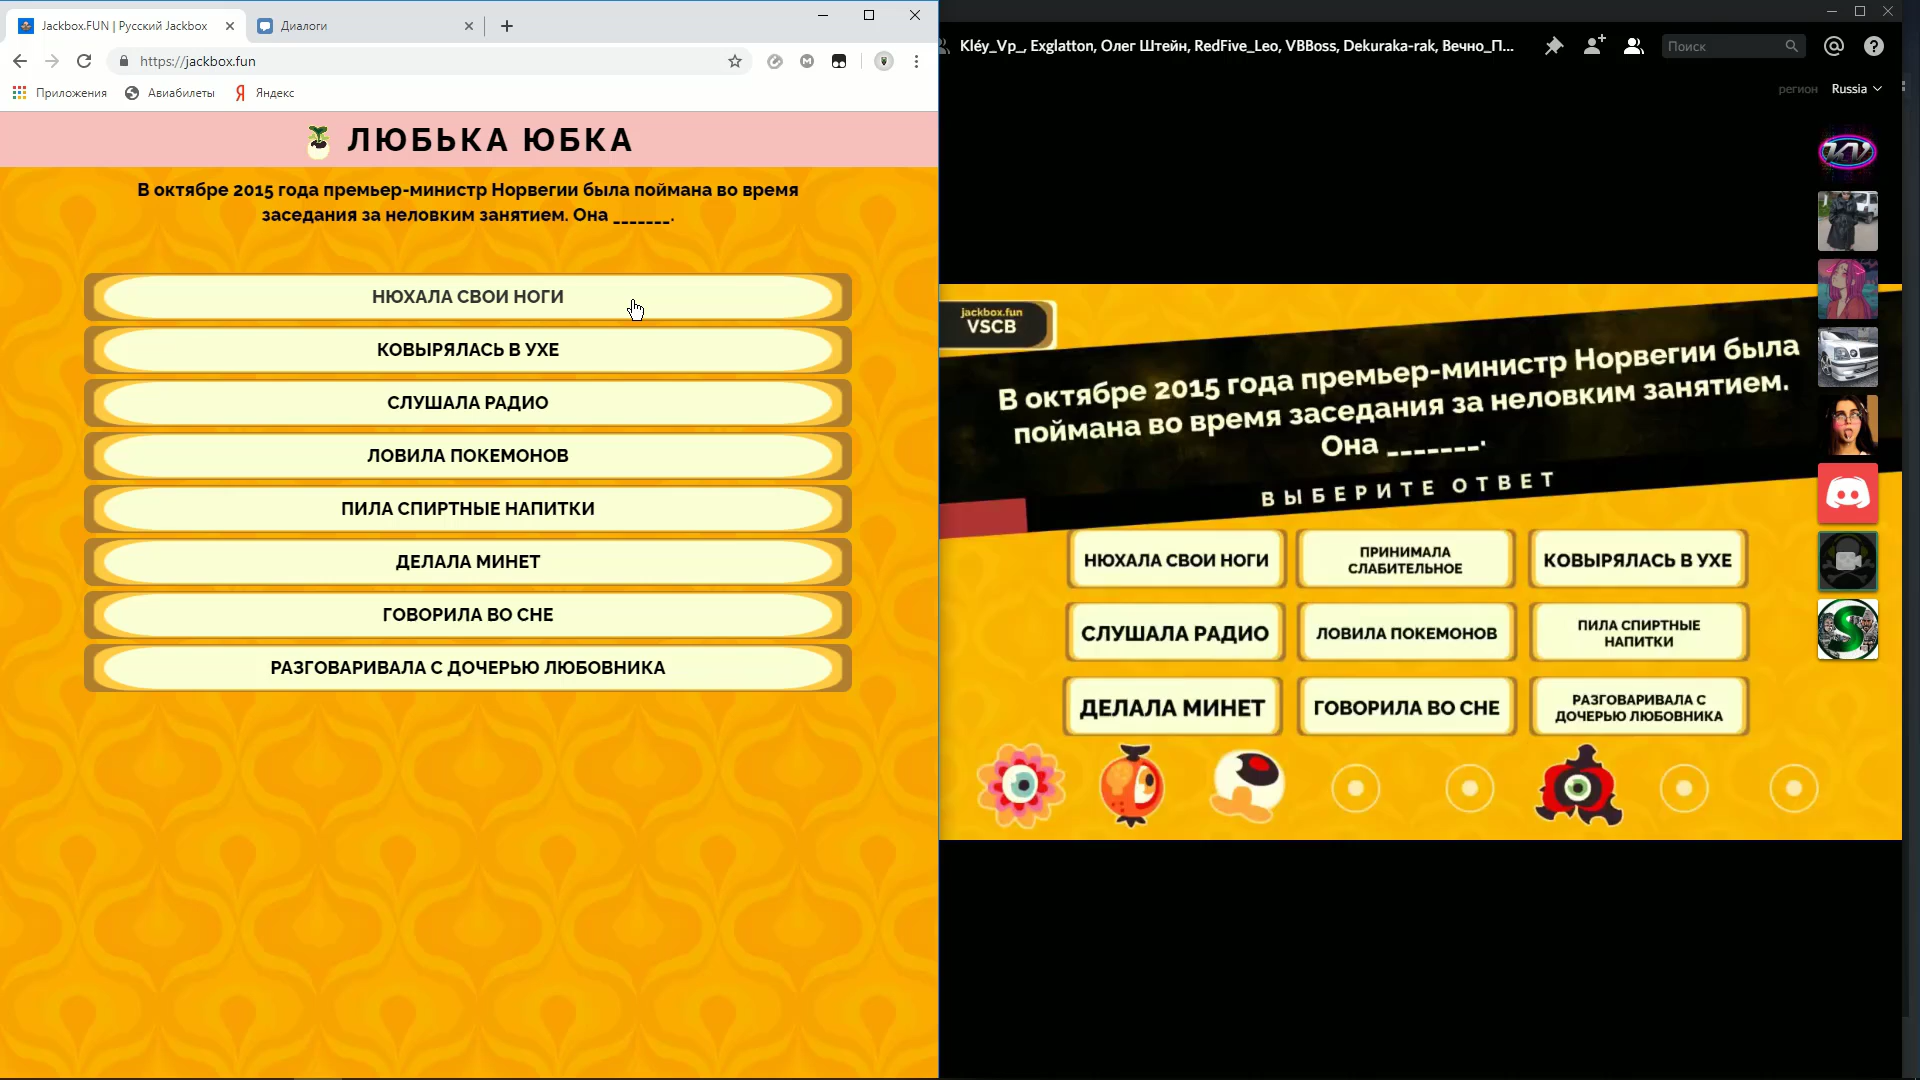 Jackbox.FUN | Русский Jackbox
Диалоги
https://jackbox.fun
Приложения
Авиабилеты
Яндекс
ЛЮБЬКА ЮБКА
В октябре 2015 года премьер-министр Норвегии была поймана во время
заседания за неловким занятием. Она _______.
НЮХАЛА СВОИ НОГИ
КОВЫРЯЛАСЬ В УХЕ
СЛУШАЛА РАДИО
ЛОВИЛА ПОКЕМОНОВ
ПИЛА СПИРТНЫЕ НАПИТКИ
ДЕЛАЛА МИНЕТ
ГОВОРИЛА ВО СНЕ
РАЗГОВАРИВАЛА С ДОЧЕРЬЮ ЛЮБОВНИКА
Kléy_Vp_, Exglatton, Олег Штейн, RedFive_Leo, VBBoss, Dekuraka-rak, Вечно_П...
Поиск
регион
Russia
jackbox.fun
VSCB
В октябре 2015 года премьер-министр Норвегии была
поймана во время заседания за неловким занятием.
Она _______.
ВЫБЕРИТЕ ОТВЕТ
НЮХАЛА СВОИ НОГИ
ПРИНИМАЛА
СЛАБИТЕЛЬНОЕ
КОВЫРЯЛАСЬ В УХЕ
СЛУШАЛА РАДИО
ЛОВИЛА ПОКЕМОНОВ
ПИЛА СПИРТНЫЕ
НАПИТКИ
ДЕЛАЛА МИНЕТ
ГОВОРИЛА ВО СНЕ
РАЗГОВАРИВАЛА С
ДОЧЕРЬЮ ЛЮБОВНИКА